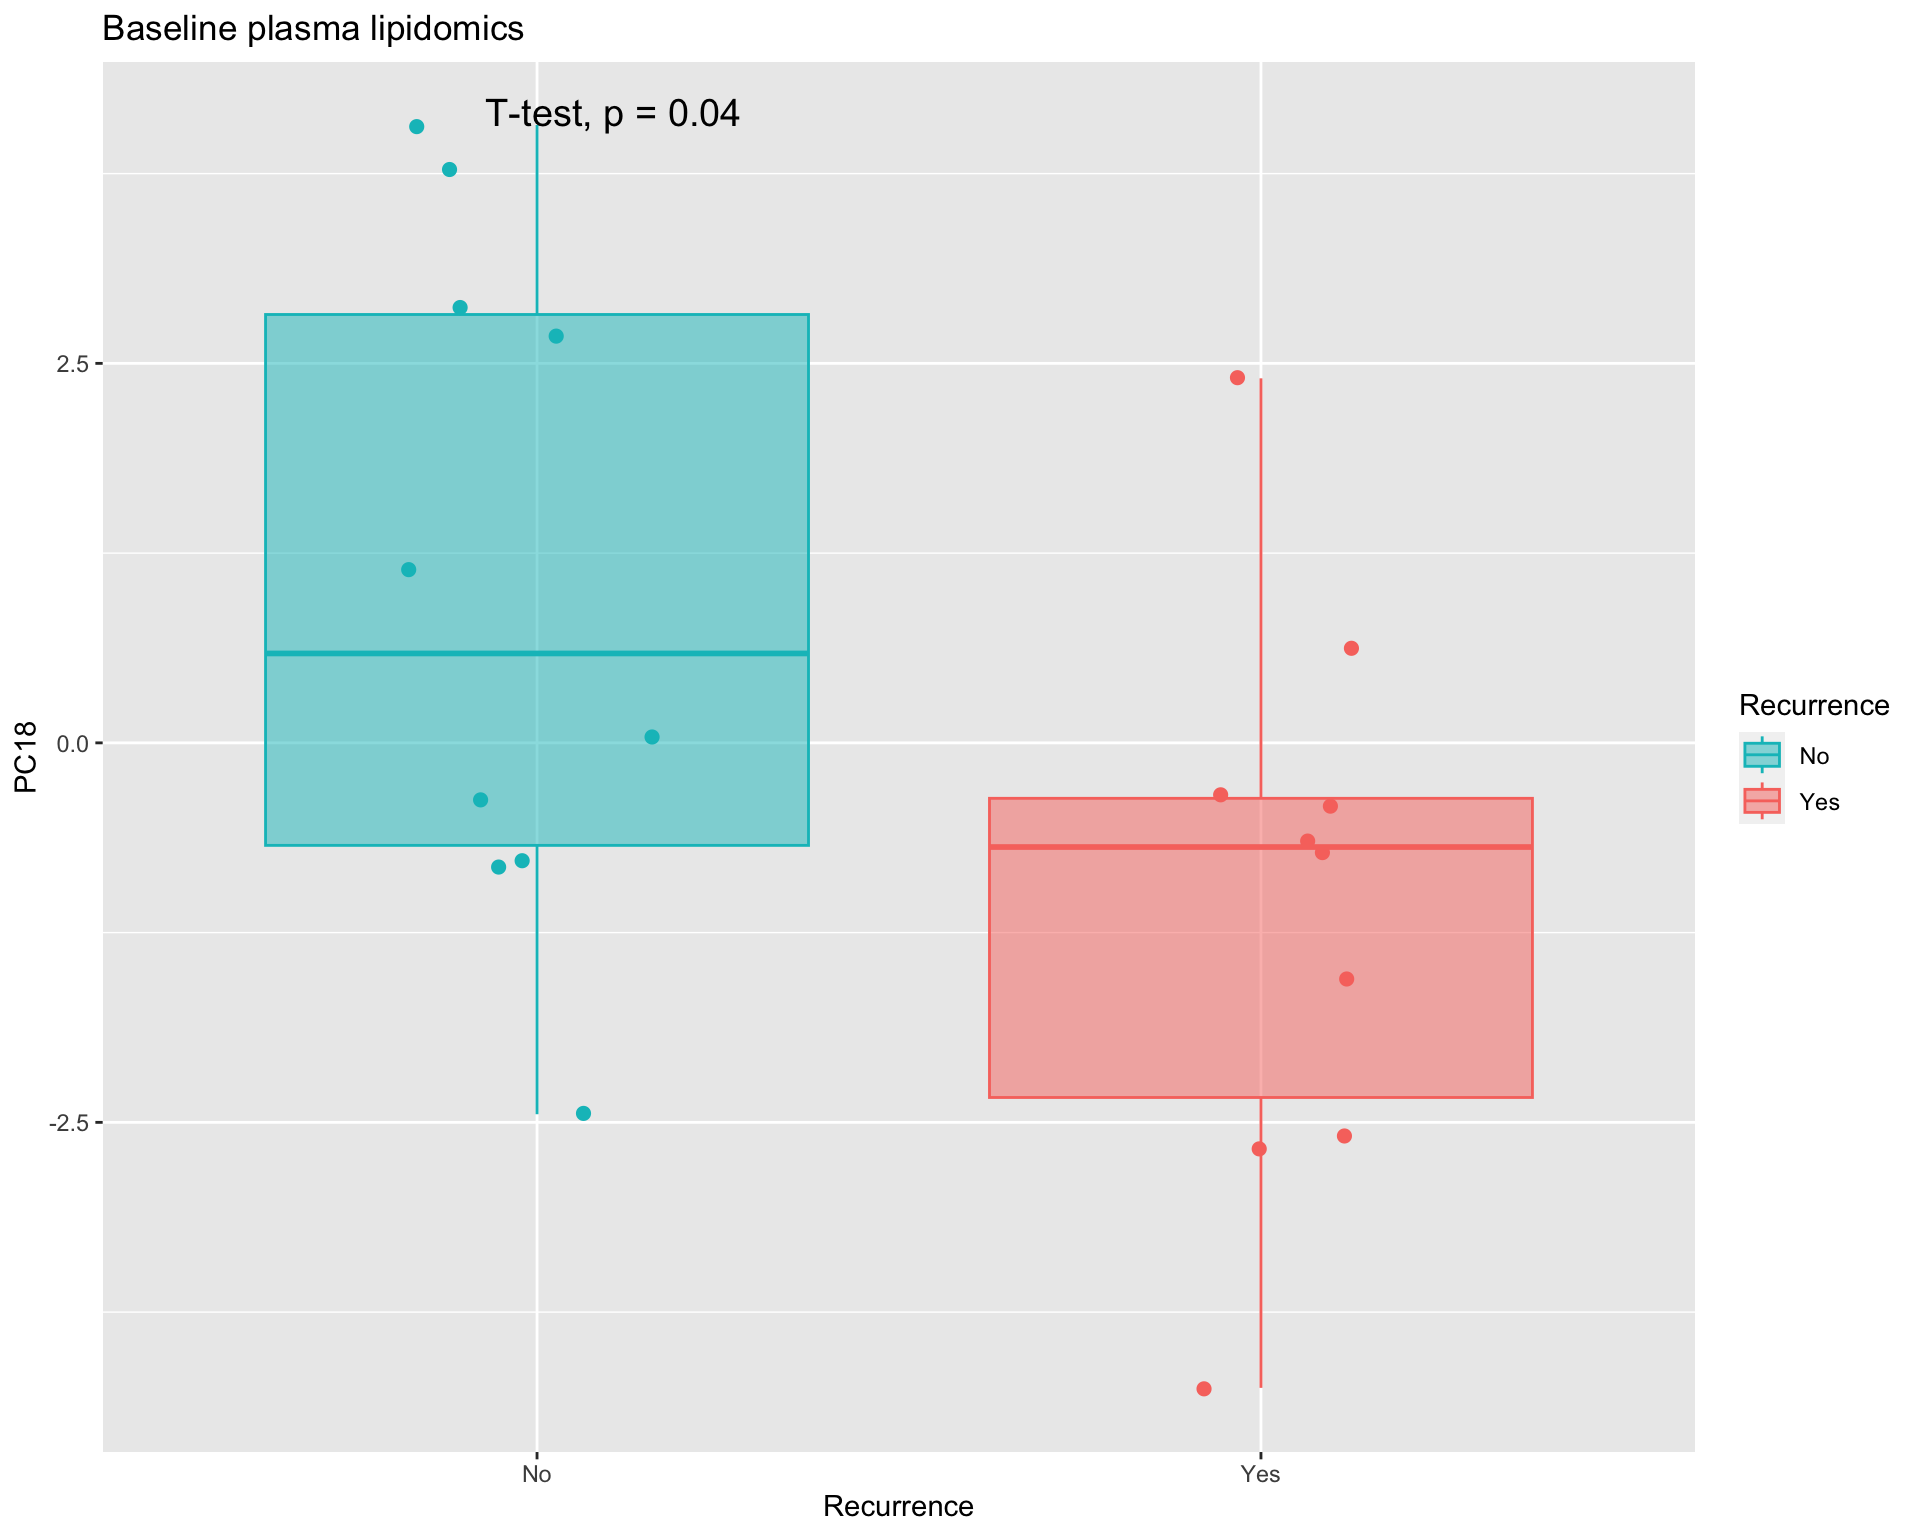 Baseline plasma lipidomics
T-test, p = 0.04
2.5
0.0
-2.5
PC18
No
Yes
Recurrence
Recurrence
No
Yes